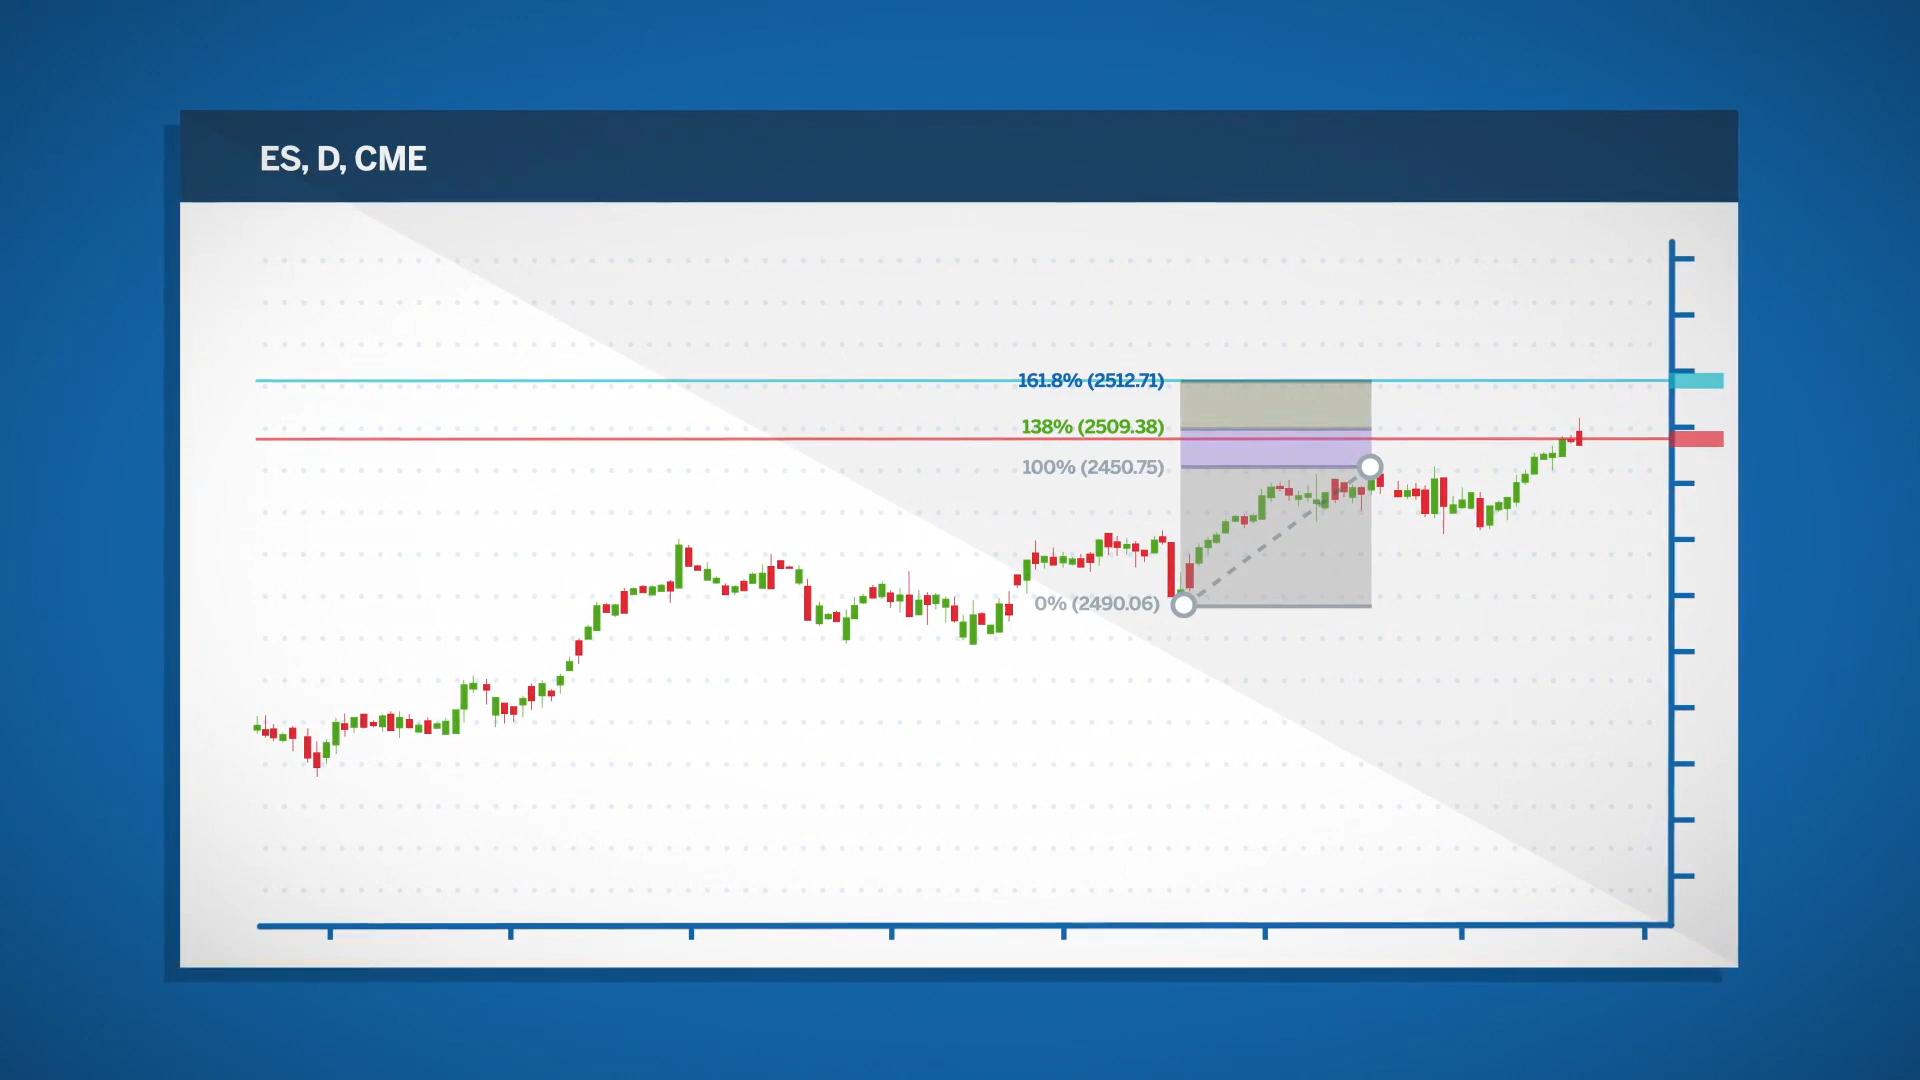 ES, D, CME
161.8% (2512.71)
138% (2509.38)
100% (2450.75)
0% (2490.06)